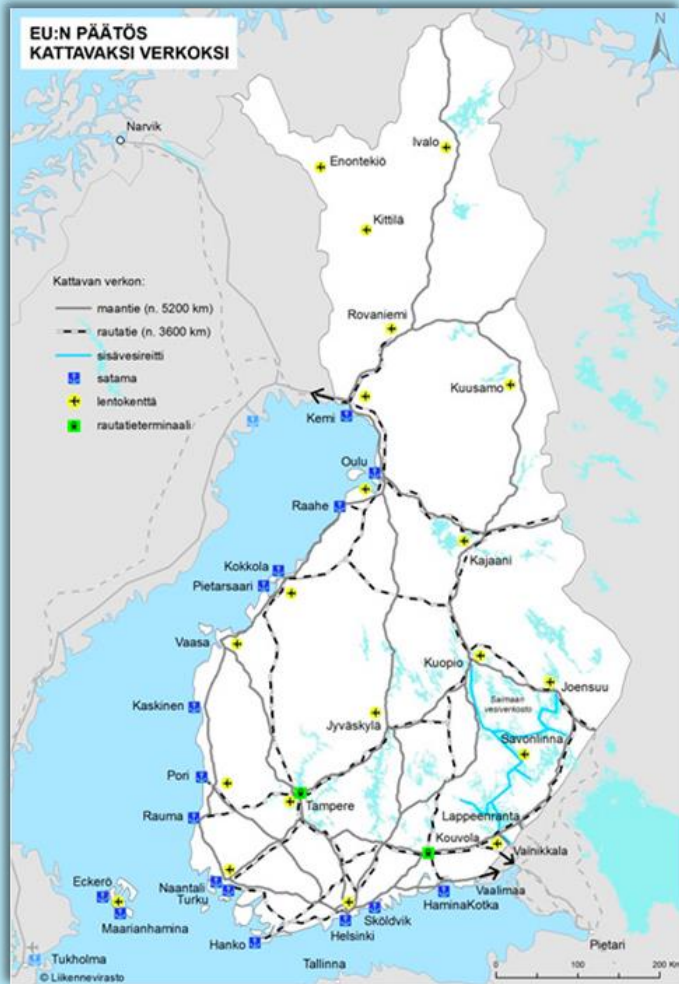 EU:N PÄÄTÖS
KATTAVAKSI VERKOKSI
N
Narvik
Ivalo
Enontekiö
Kittilä
Kattavan verkon:
maantie (n. 5200 km)
rautatie (n. 3600 km)
sisävesireitti
satama
lentokenttä
rautatieterminaali
Rovaniemi
Kuusamo
Kemi
Oulu
Raahe
Kajaani
Kokkola
Pietarsaari
Vaasa
Kuopio
Joensuu
Saimaan
vesiverkosto
Kaskinen
Jyväskylä
Savonlinna
Pori
Tampere
Rauma
Lappeenranta
Kouvola
Vainikkala
Eckerö
Naantali
Turku
Vaalimaa
HaminaKotka
Maarianhamina
Sköldvik
Helsinki
Hanko
Pietari
Tukholma
Tallinna
0 100 200 Km
© Liikennevirasto